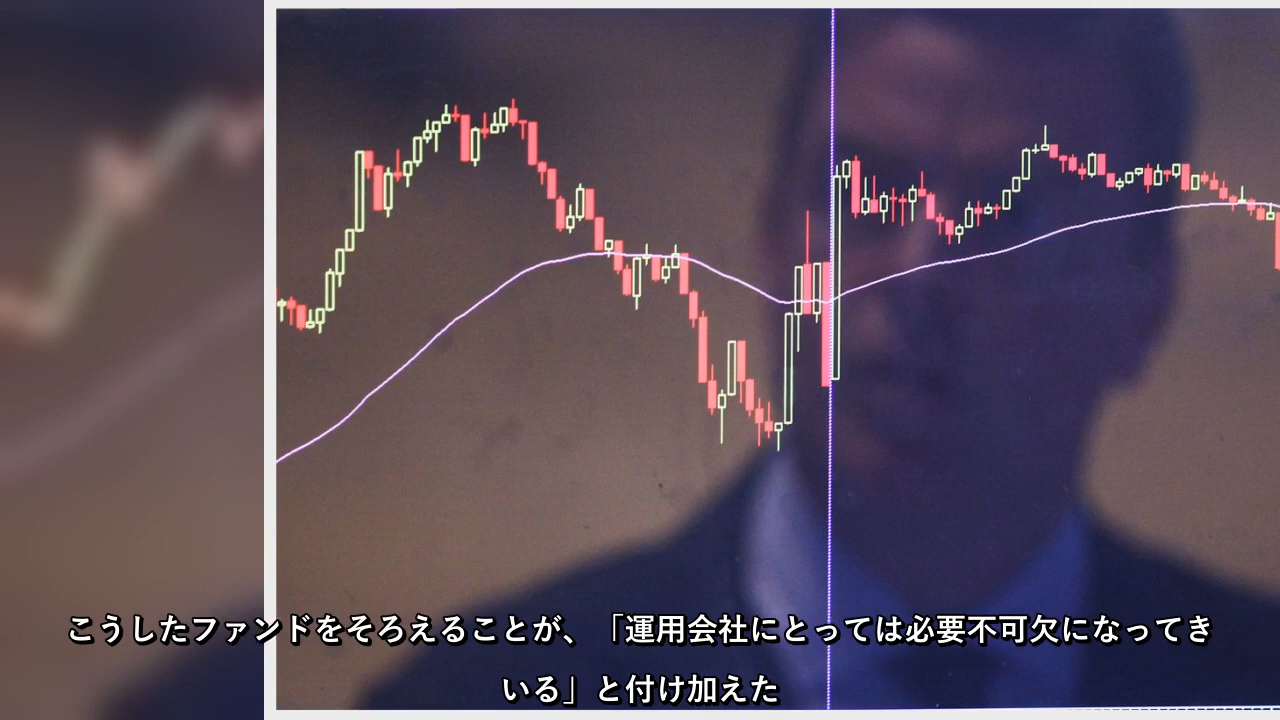 こうしたファンドをそろえることが、「運用会社にとっては必要不可欠になってき
いる」と付け加えた